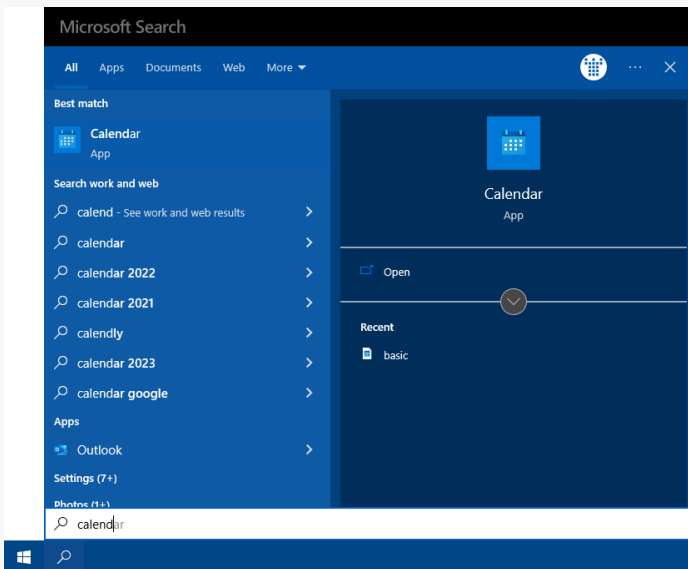 Microsoft Search
All Apps Documents Web More
Best match
Calendar
App
Search work and web
calend - See work and web results
calendar
calendar 2022
calendar 2021
calendly
calendar 2023
calendar google
Apps
Outlook
Settings (7+)
Photos (1+)
calendar
Calendar
App
Open
Recent
basic